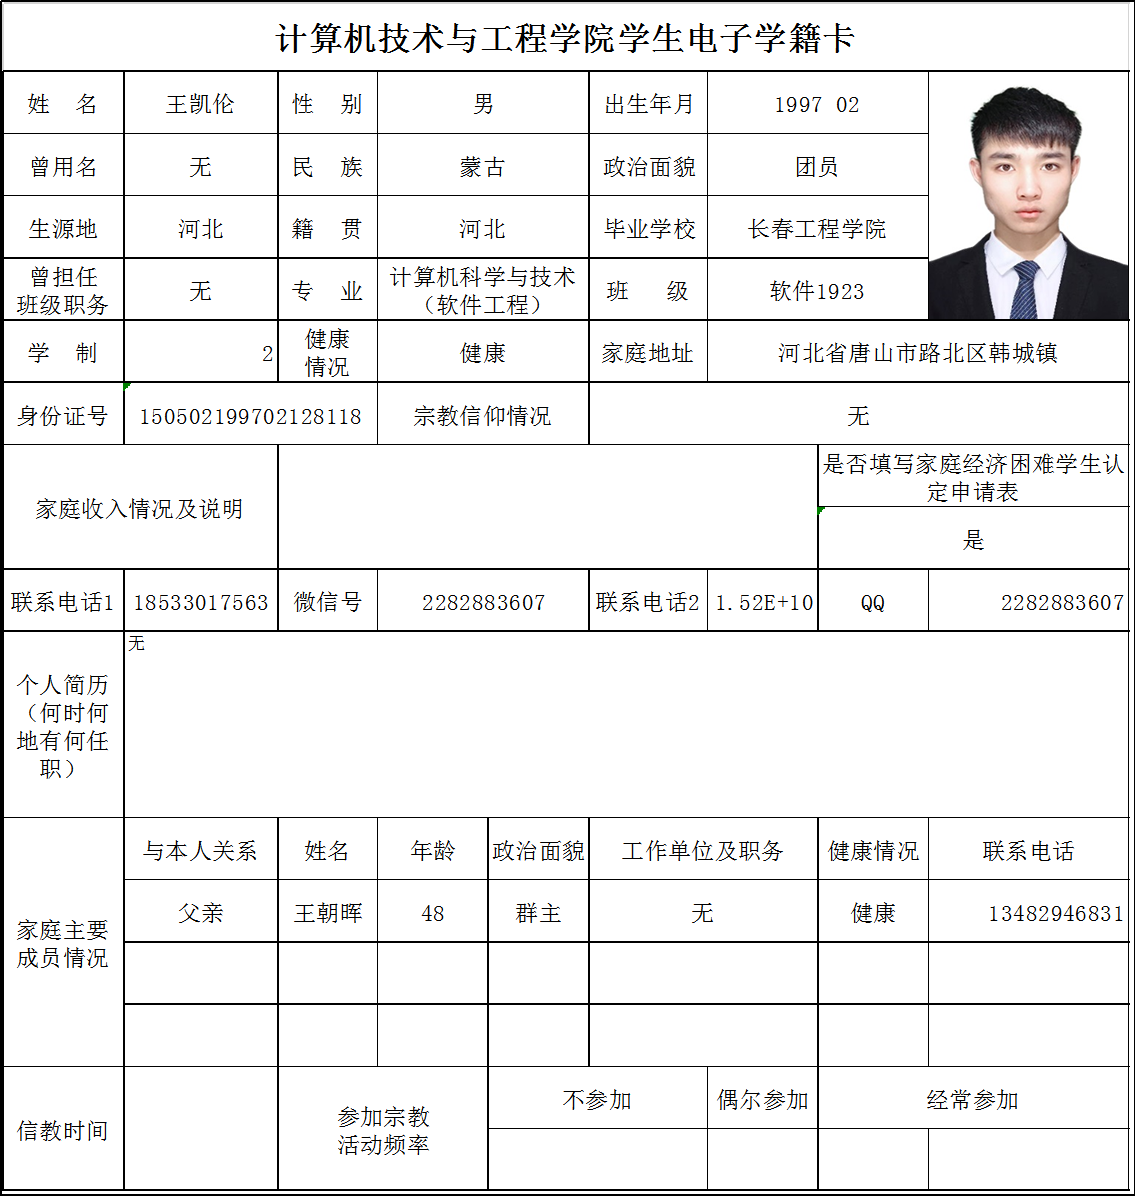 计算机技术与工程学院学生电子学籍卡
姓 名 王凯伦 性 别 男 出生年月 1997 02
曾用名 无 民 族 蒙古 政治面貌 团员
生源地 河北 籍 贯 河北 毕业学校 长春工程学院
曾担任
班级职务 无 专 业 计算机科学与技术
（软件工程） 班 级 软件1923
学 制 2 健康
情况 健康 家庭地址 河北省唐山市路北区韩城镇
身份证号 150502199702128118 宗教信仰情况 无
家庭收入情况及说明 是否填写家庭经济困难学生认
定申请表
是
联系电话1 18533017563 微信号 2282883607 联系电话2 1.52E+10 QQ 2282883607
个人简历
（何时何
地有何任
职）
无
家庭主要
成员情况
与本人关系 姓名 年龄 政治面貌 工作单位及职务 健康情况 联系电话
父亲 王朝晖 48 群主 无 健康 13482946831
信教时间 参加宗教
活动频率
不参加 偶尔参加 经常参加